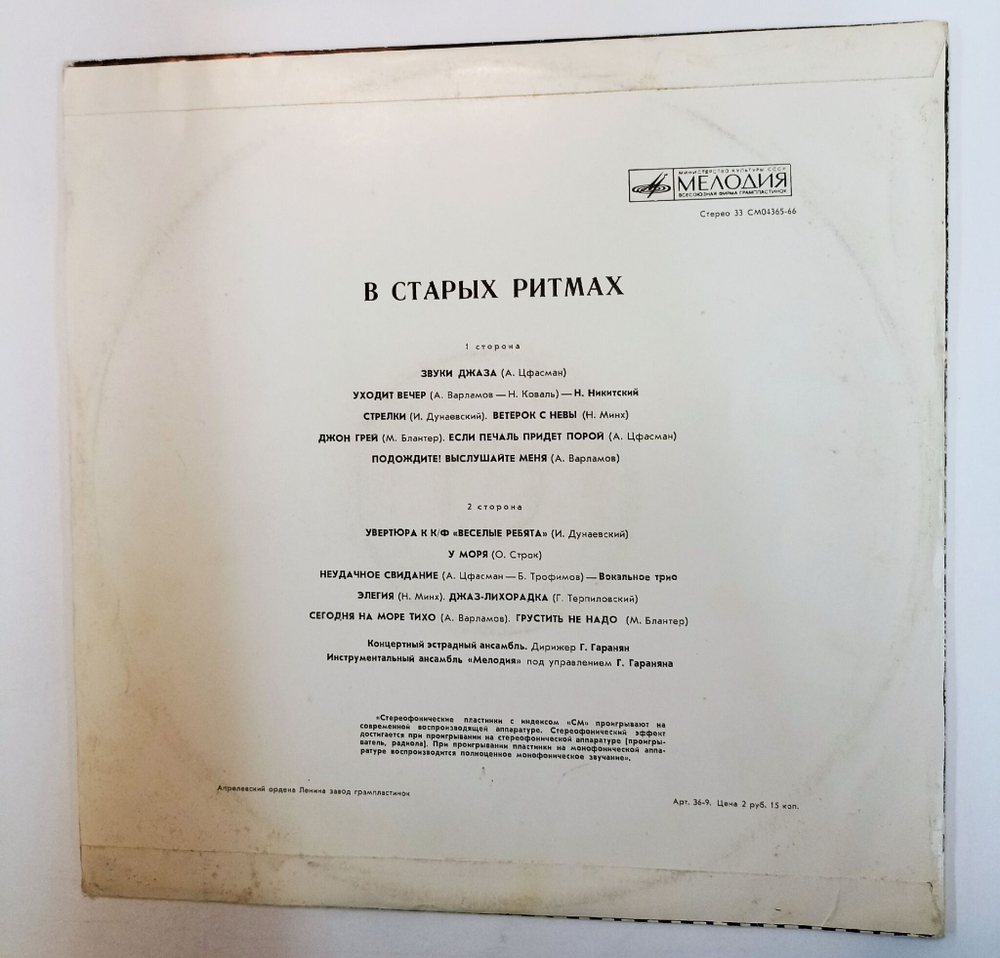 МИНИСТЕРСТВО КУЛЬТУРЫ СССР
МЕЛОДИЯ
ВСЕСОЮЗНАЯ ФИРМА ГРАМПЛАСТИНОК
Стерео 33 СМ04365-66
В СТАРЫХ РИТМАХ
1 сторона
ЗВУКИ ДЖАЗА (А. Цфасман)
УХОДИТ ВЕЧЕР (А. Варламов — Н. Коваль) — Н. Никитский
СТРЕЛКИ (И. Дунаевский). ВЕТЕРОК С НЕВЫ (Н. Минх)
ДЖОН ГРЕЙ (М. Блантер). ЕСЛИ ПЕЧАЛЬ ПРИДЕТ ПОРОЙ (А. Цфасман)
ПОДОЖДИТЕ! ВЫСЛУШАЙТЕ МЕНЯ (А. Варламов)
2 сторона
УВЕРТЮРА К К/Ф «ВЕСЕЛЫЕ РЕБЯТА» (И. Дунаевский)
У МОРЯ (О. Строк)
НЕУДАЧНОЕ СВИДАНИЕ (А. Цфасман — Б. Трофимов) — Вокальное трио
ЭЛЕГИЯ (Н. Минх). ДЖАЗ-ЛИХОРАДКА (Г. Терпиловский)
СЕГОДНЯ НА МОРЕ ТИХО (А. Варламов). ГРУСТИТЬ НЕ НАДО (М. Блантер)
Концертный эстрадный ансамбль. Дирижер Г. Гаранян
Инструментальный ансамбль «Мелодия» под управлением Г. Гараняна
«Стереофонические пластинки с индексом «СМ» проигрывают на
современной воспроизводящей аппаратуре. Стереофонический эффект
достигается при проигрывании на стереофонической аппаратуре (проигры-
ватель, радиола). При проигрывании пластинки на монофонической аппа-
ратуре воспроизводится полноценное монофоническое звучание».
Апрелевский ордена Ленина завод грампластинок
Арт. 36-9. Цена 2 руб. 15 коп.